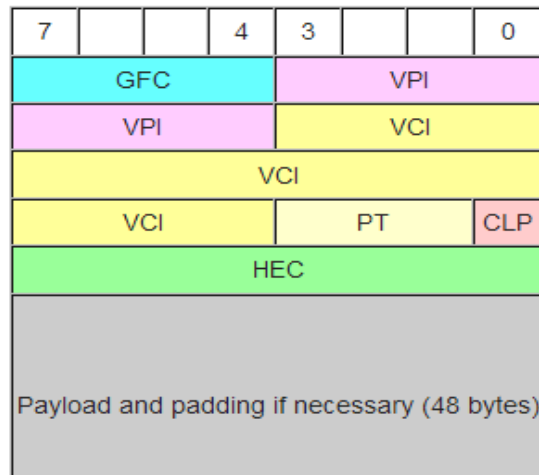 7 4 3 0
GFC VPI
VPI VCI
VCI
VCI PT CLP
HEC
Payload and padding if necessary (48 bytes)